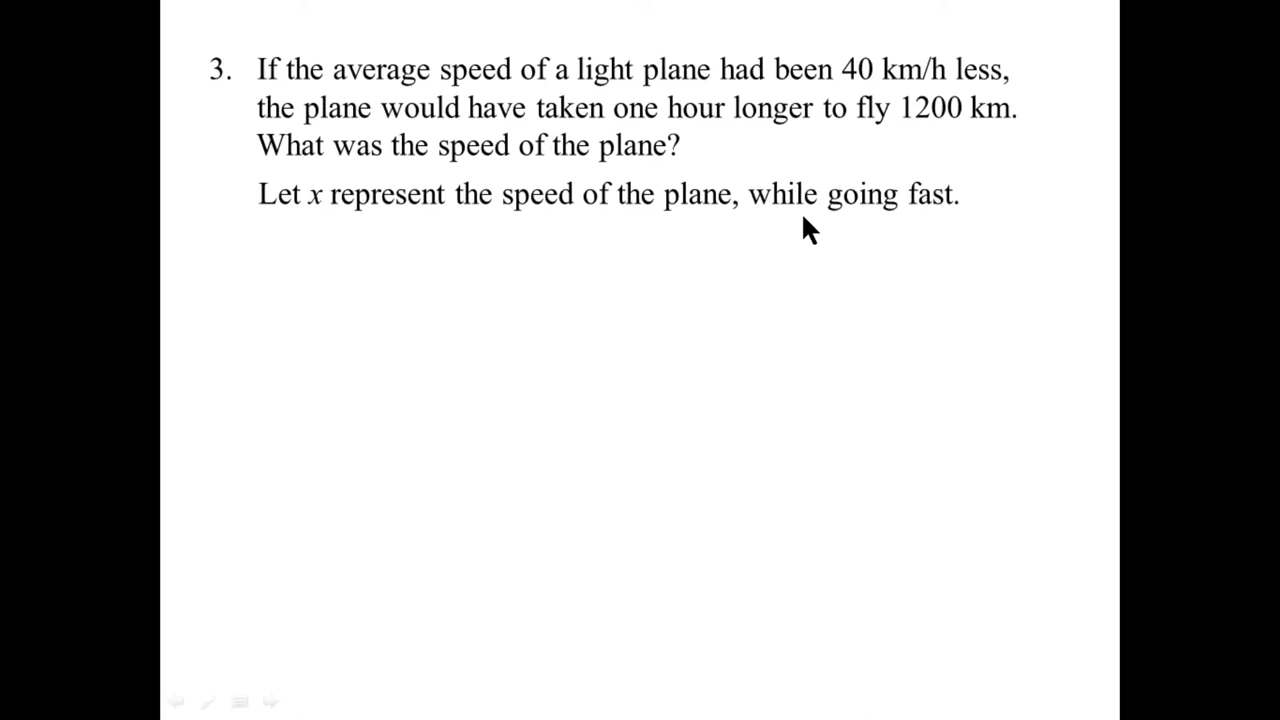 3. If the average speed of a light plane had been 40 km/h less,
the plane would have taken one hour longer to fly 1200 km.
What was the speed of the plane?
Let x represent the speed of the plane, while going fast.